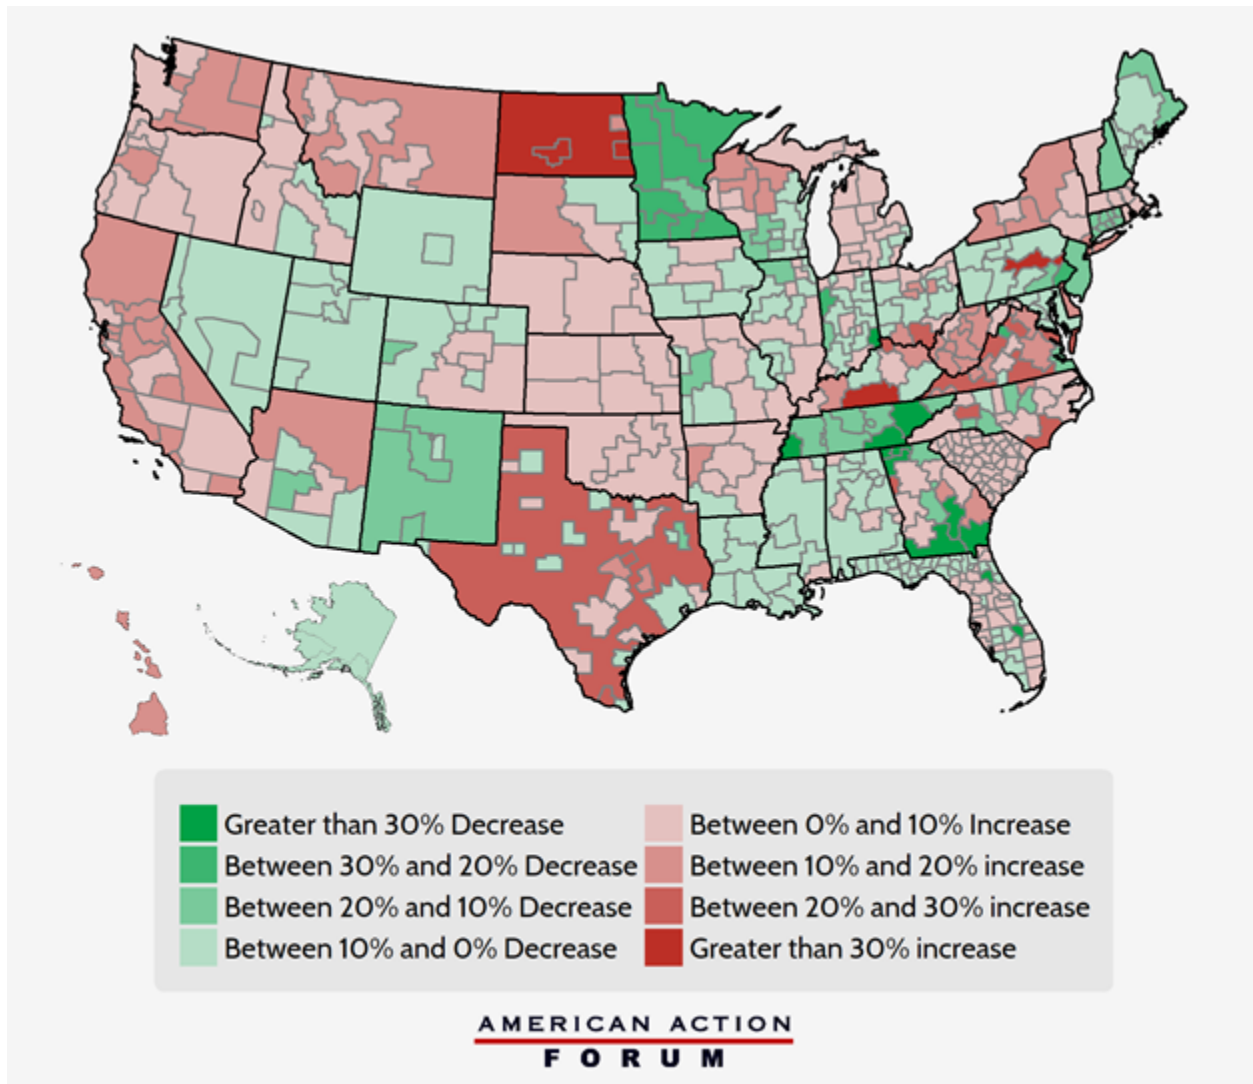 Greater than 30% Decrease
Between 30% and 20% Decrease
Between 20% and 10% Decrease
Between 10% and 0% Decrease
Between 0% and 10% Increase
Between 10% and 20% increase
Between 20% and 30% increase
Greater than 30% increase
AMERICAN ACTION
FORUM